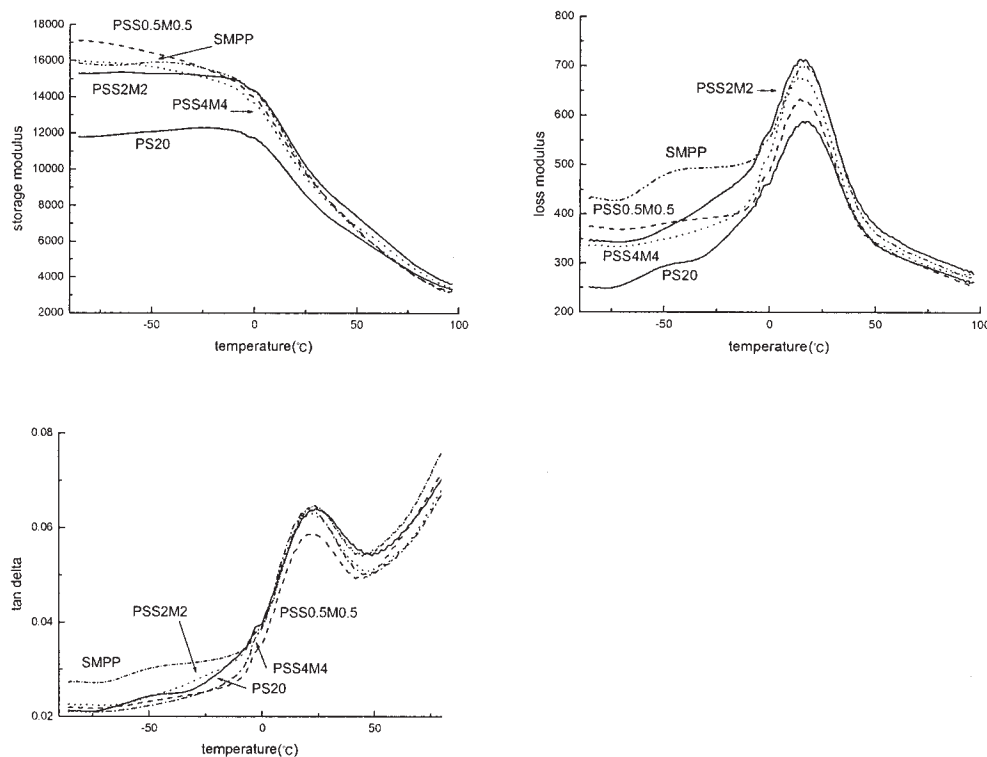 18000
16000
14000
12000
10000
8000
6000
4000
2000
storage modulus
PSS0.5M0.5
SMPP
PSS2M2
PSS4M4
PS20
-50
0
50
100
temperature(℃)
800
700
600
500
400
300
200
loss modulus
PSS2M2
SMPP
PSS0.5M0.5
PSS4M4
PS20
-50
0
50
100
temperature(℃)
0.08
0.06
0.04
0.02
tan delta
PSS2M2
PSS0.5M0.5
SMPP
PSS4M4
PS20
-50
0
50
temperature(℃)